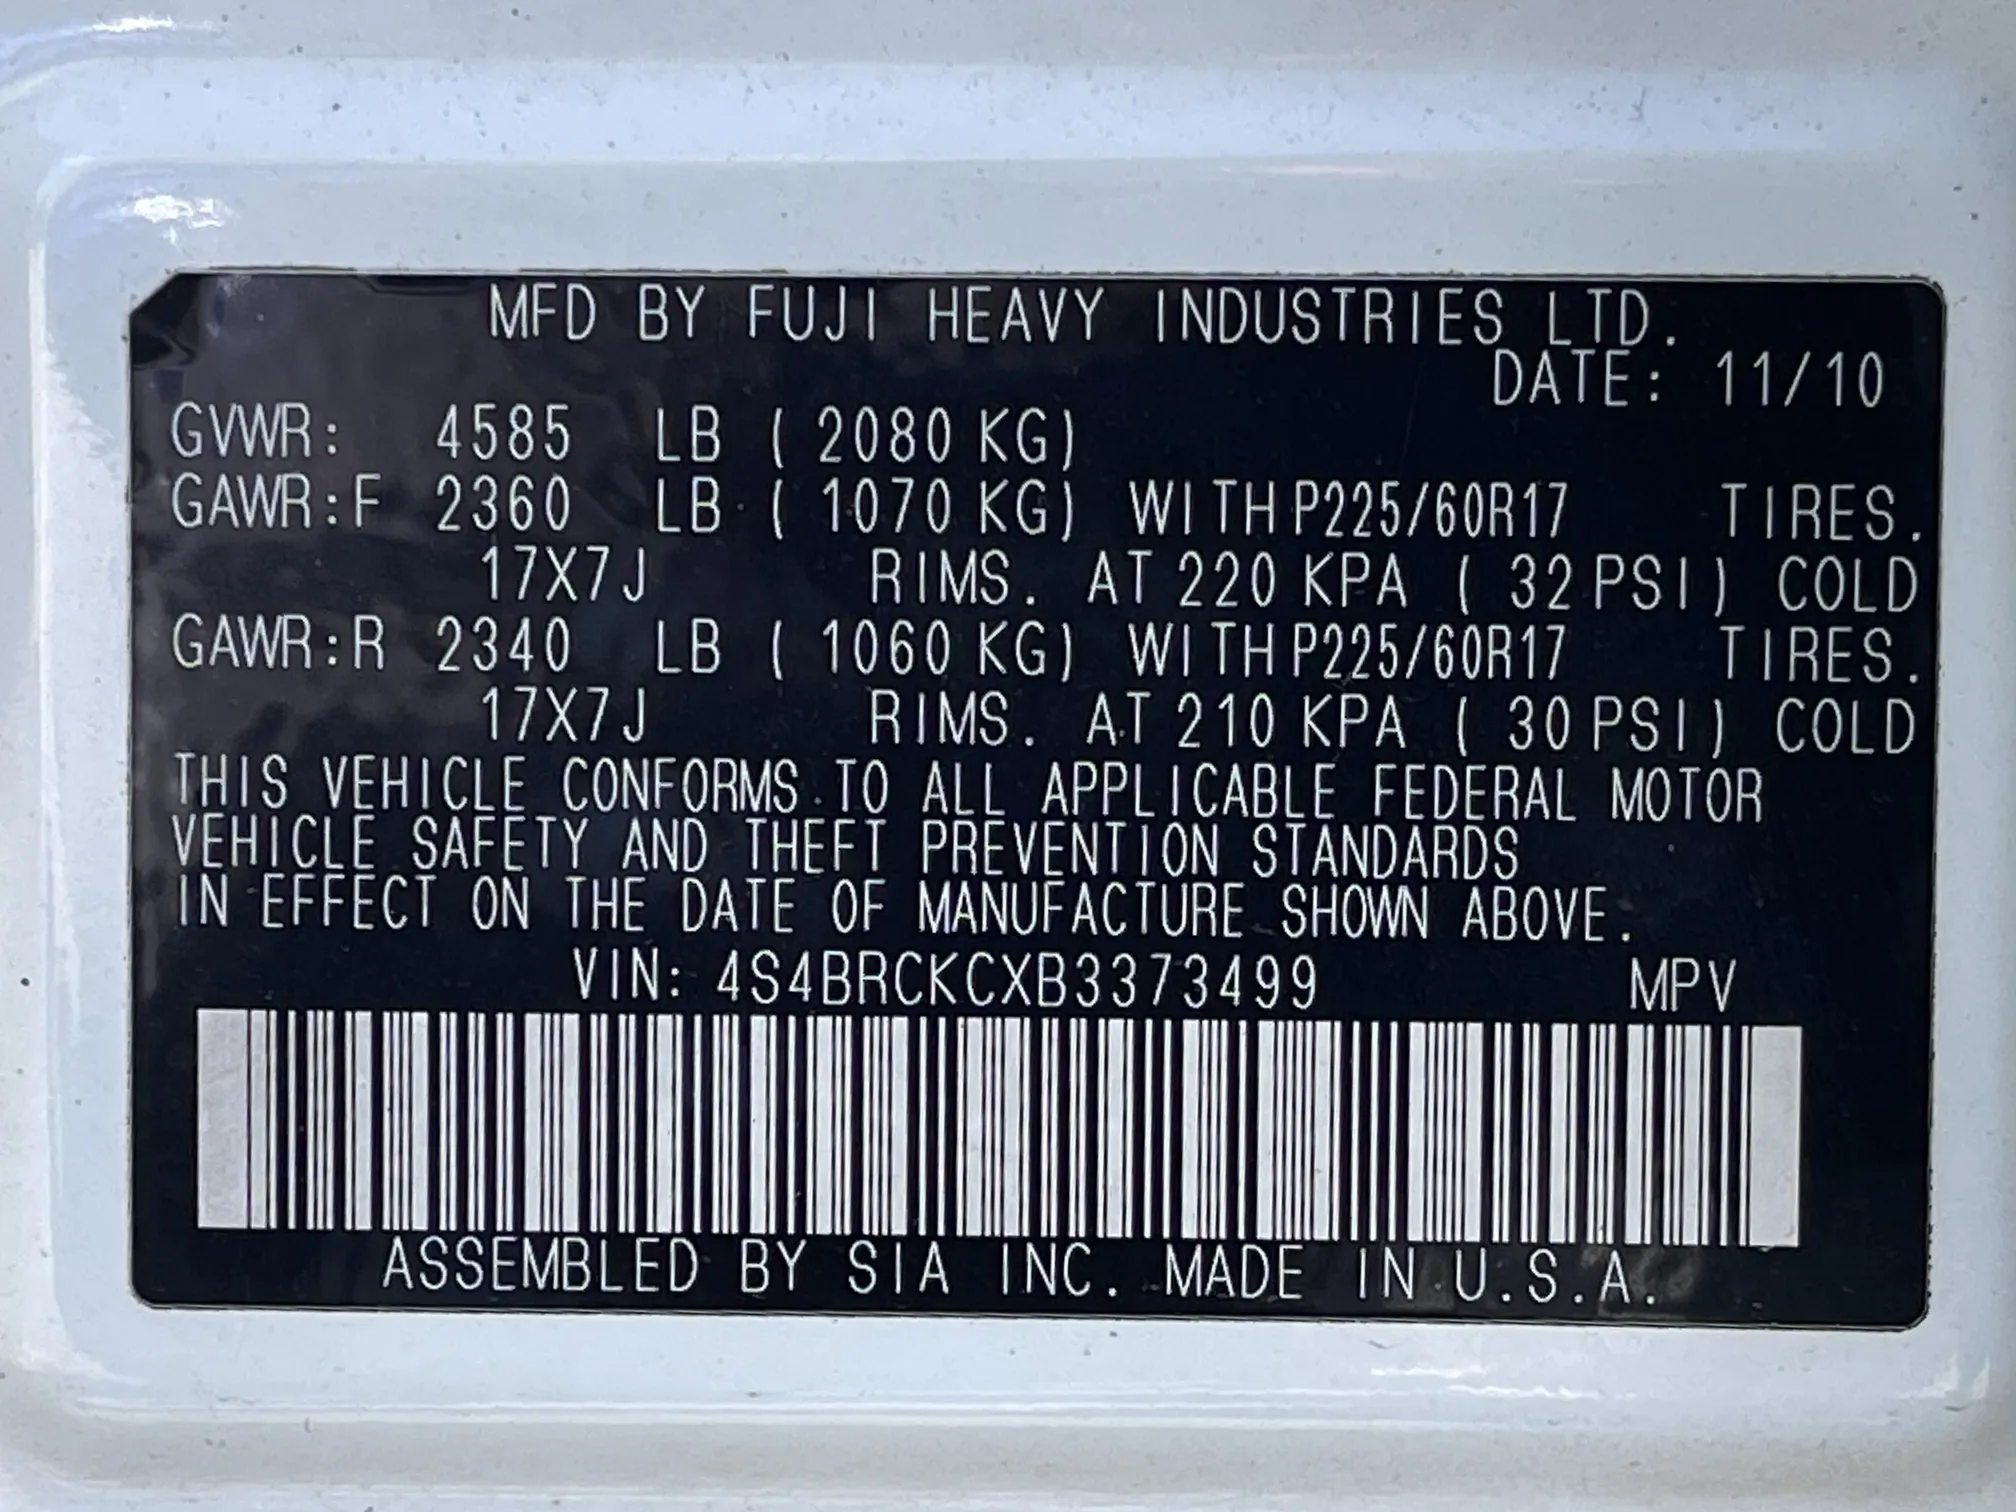 MFD BY FUJI HEAVY INDUSTRIES LTD.
DATE: 11/10
GVWR: 4585 LB ( 2080 KG)
GAWR:F 2360 LB ( 1070 KG) WITH P225/60R17 TIRES.
17X7J RIMS. AT 220 KPA ( 32 PSI) COLD
GAWR:R 2340 LB ( 1060 KG) WITH P225/60R17 TIRES.
17X7J RIMS. AT 210 KPA ( 30 PSI) COLD
THIS VEHICLE CONFORMS TO ALL APPLICABLE FEDERAL MOTOR
VEHICLE SAFETY AND THEFT PREVENTION STANDARDS
IN EFFECT ON THE DATE OF MANUFACTURE SHOWN ABOVE.
VIN: 4S4BRCKCXB3373499 MPV
ASSEMBLED BY SIA INC. MADE IN U.S.A.